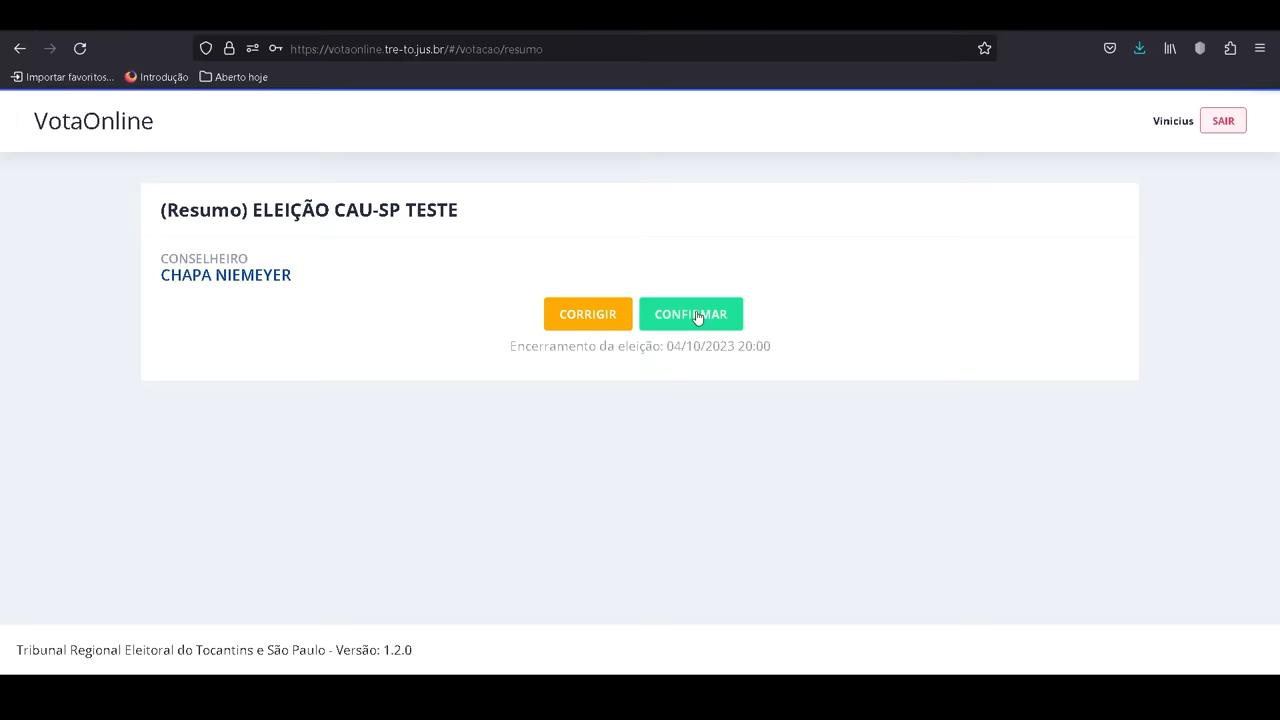 https://votaonline.tre-to.jus.br/#/votacao/resumo
Importar favoritos... Introdução Aberto hoje
VotaOnline
Vinicius SAIR
(Resumo) ELEIÇÃO CAU-SP TESTE
CONSELHEIRO
CHAPA NIEMEYER
CORRIGIR CONFIRMAR
Encerramento da eleição: 04/10/2023 20:00
Tribunal Regional Eleitoral do Tocantins e São Paulo - Versão: 1.2.0